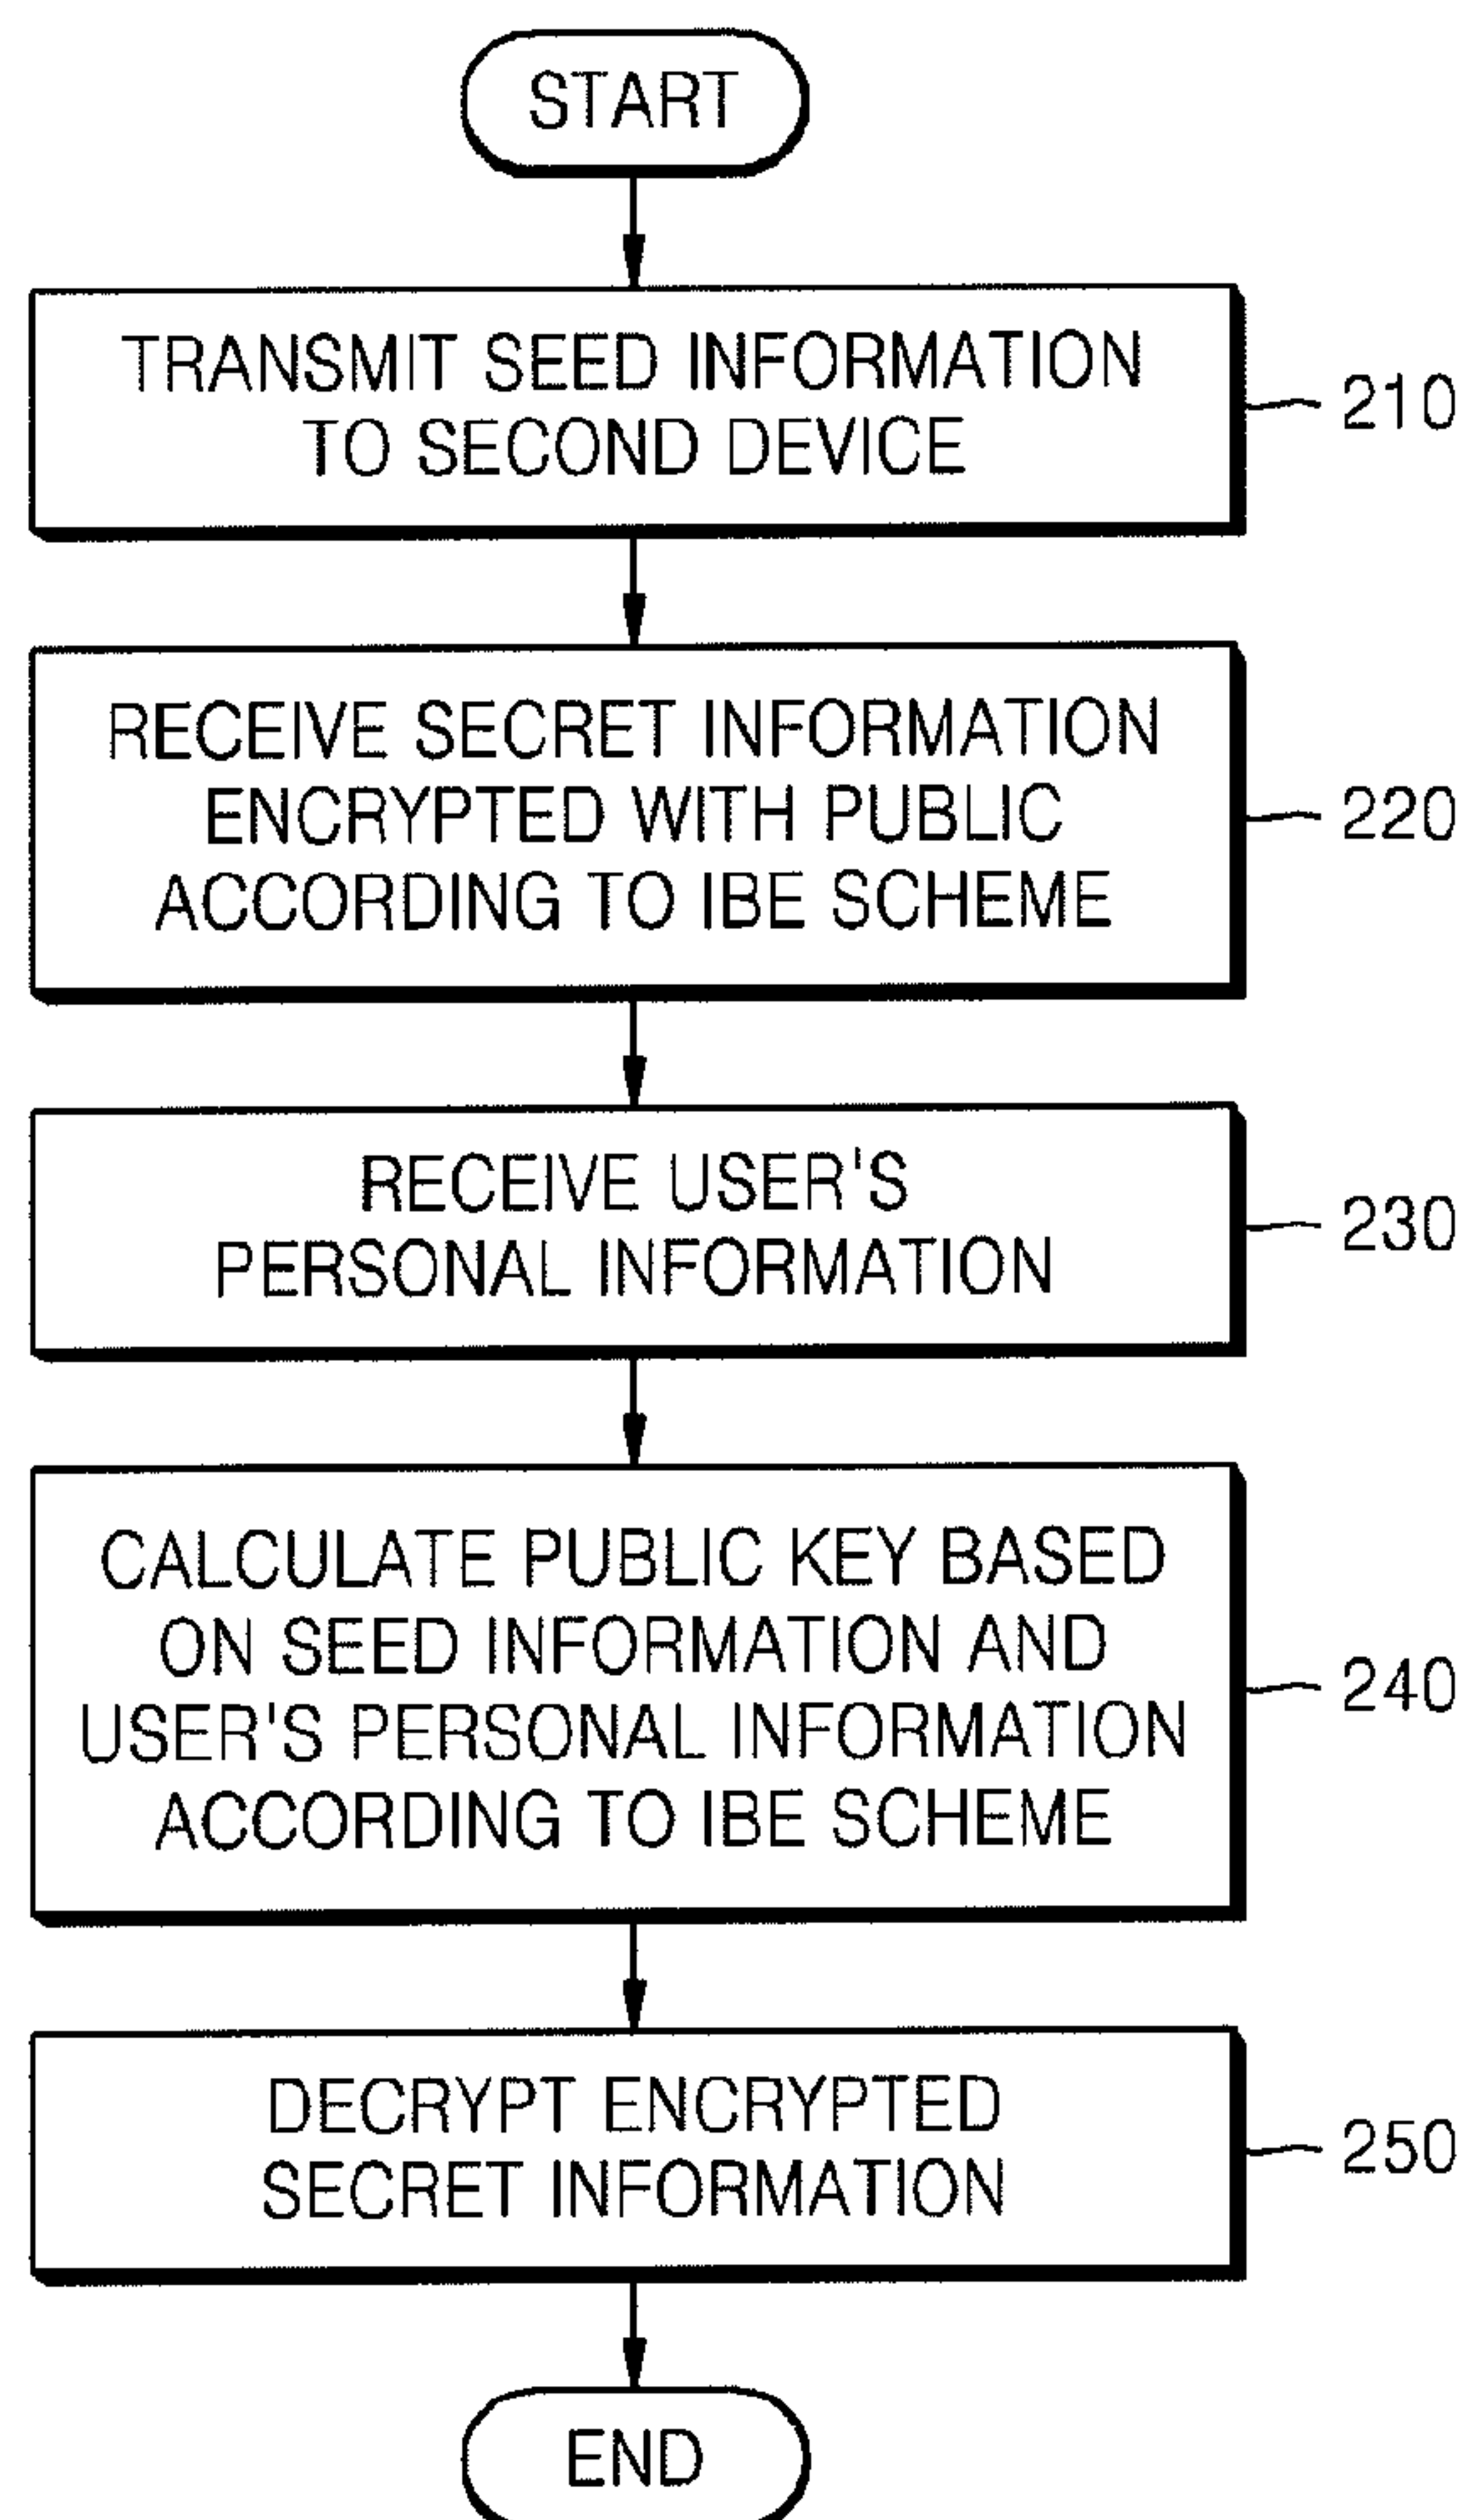 START
TRANSMIT SEED INFORMATION
TO SECOND DEVICE
210
RECEIVE SECRET INFORMATION
ENCRYPTED WITH PUBLIC
ACCORDING TO IBE SCHEME
220
RECEIVE USER'S
PERSONAL INFORMATION
230
CALCULATE PUBLIC KEY BASED
ON SEED INFORMATION AND
USER'S PERSONAL INFORMATION
ACCORDING TO IBE SCHEME
240
DECRYPT ENCRYPTED
SECRET INFORMATION
250
END